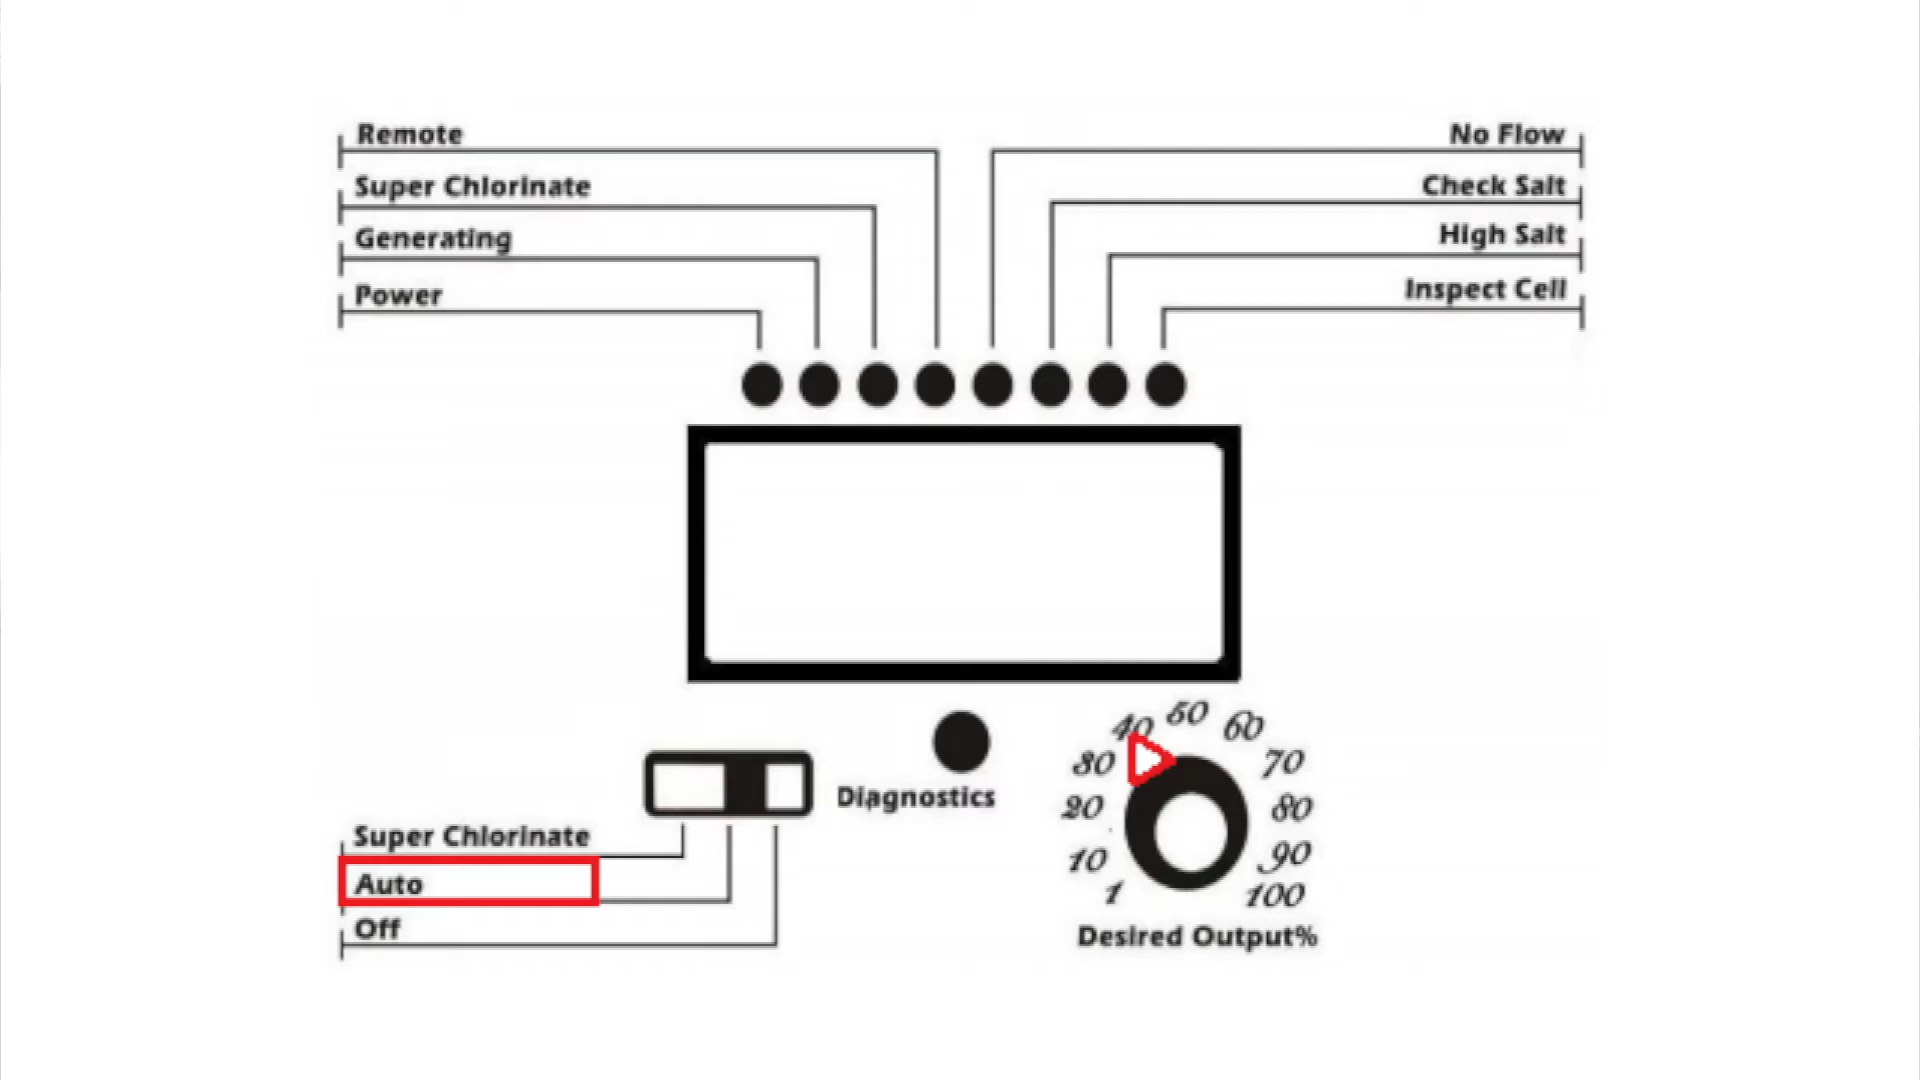 Remote
Super Chlorinate
Generating
Power
No Flow
Check Salt
High Salt
Inspect Cell
Diagnostics
Super Chlorinate
Auto
Off
1
10
20
30
40
50
60
70
80
90
100
Desired Output%